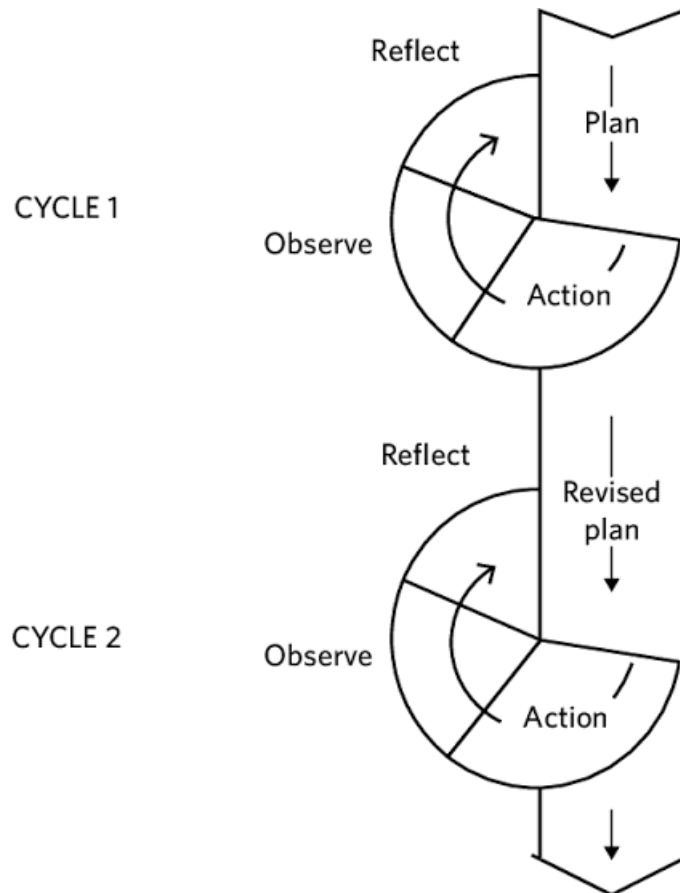 Reflect
Plan
CYCLE 1
Observe
Action
Reflect
Revised
plan
CYCLE 2
Observe
Action